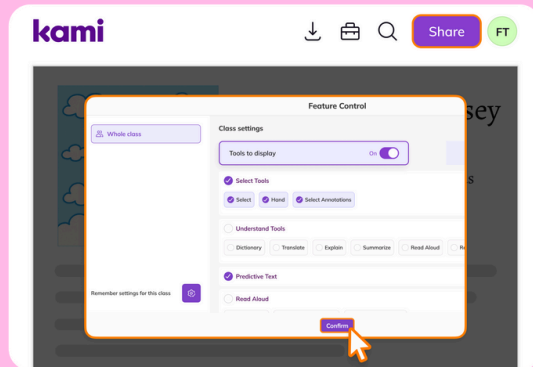 kami
Share
FT
Feature Control
Whole class
Class settings
Tools to display
On
Select Tools
Select Hand Select Annotations
Understand Tools
Dictionary Translate Explain Summarize Read Aloud
Predictive Text
Remember settings for this class
Read Aloud
Confirm